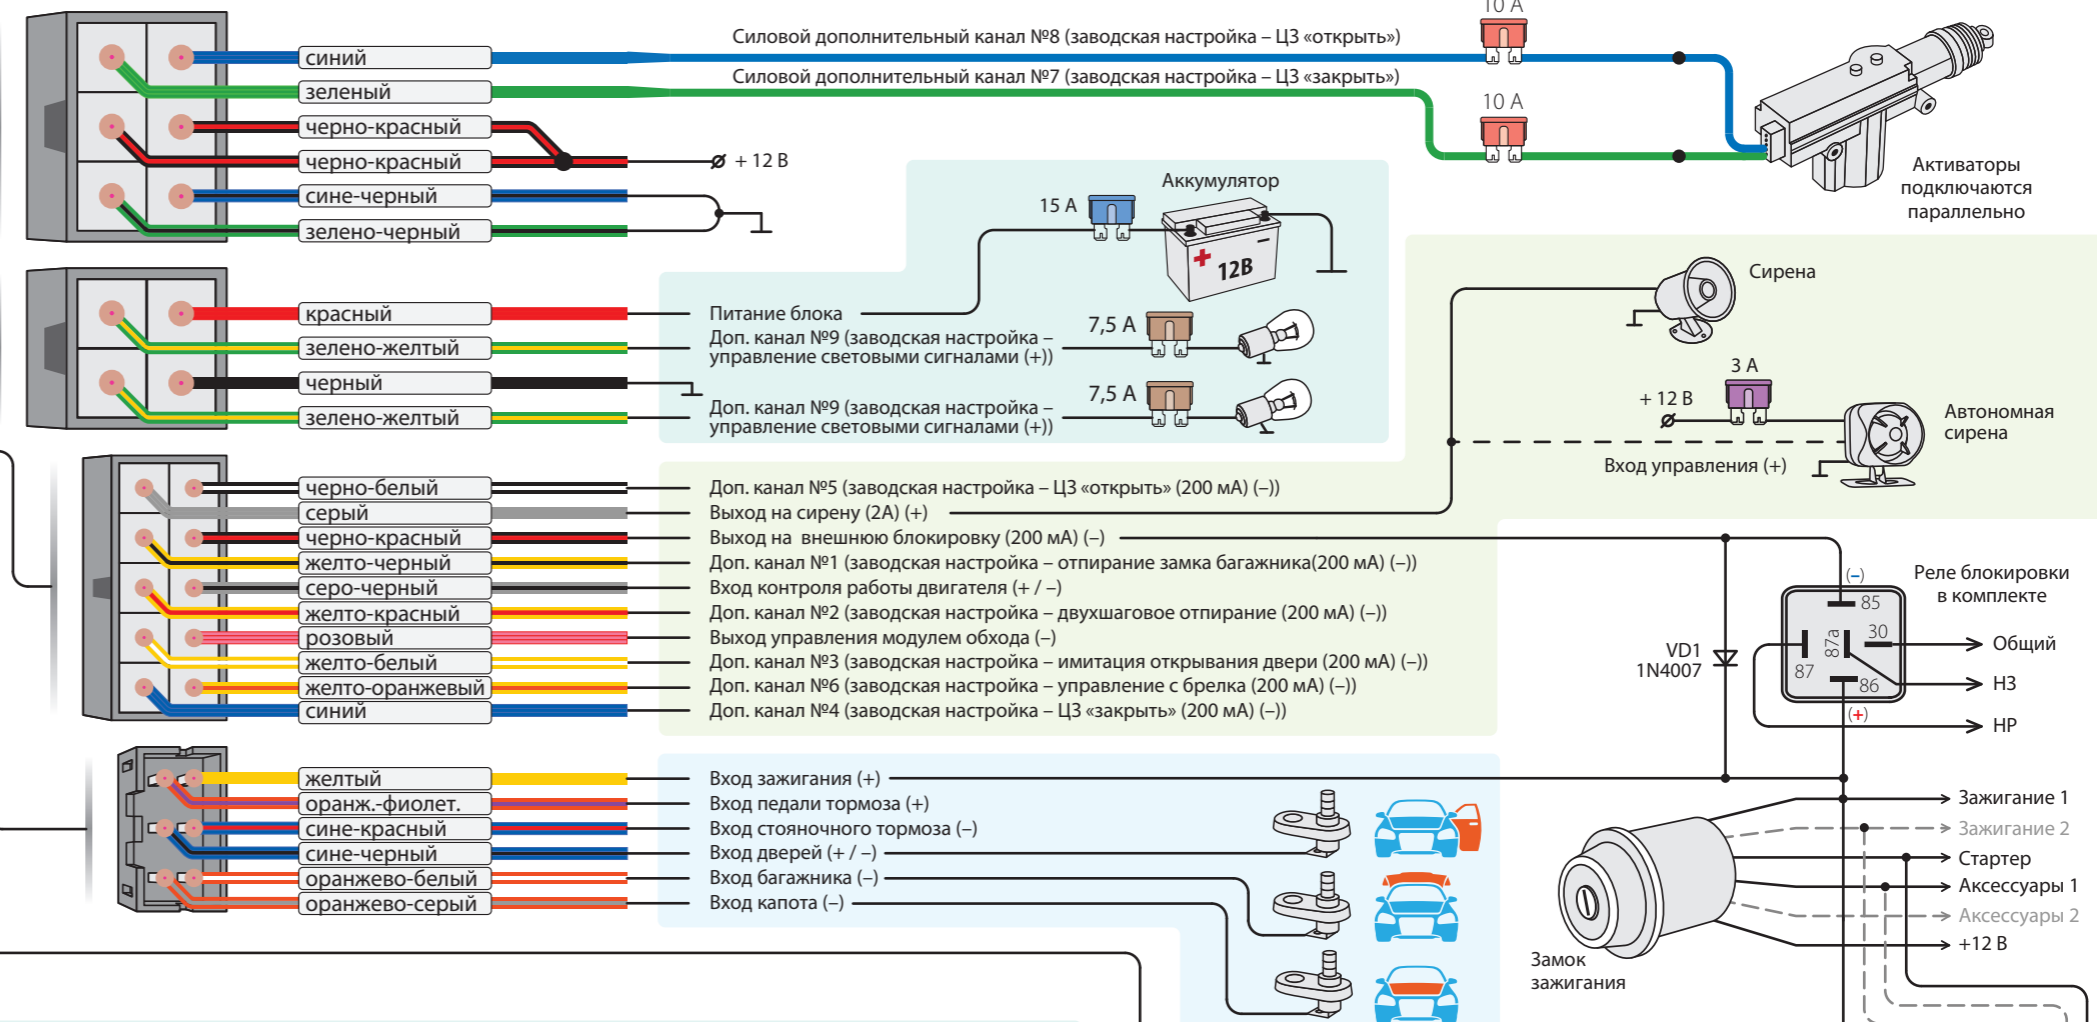 10 А
Силовой дополнительный канал №8 (заводская настройка – ЦЗ «открыть»)
синий
Силовой дополнительный канал №7 (заводская настройка – ЦЗ «закрыть»)
зеленый
10 А
черно-красный
черно-красный
+ 12 В
Активаторы
подключаются
параллельно
сине-черный
зелено-черный
Аккумулятор
15 А
12В
красный
Питание блока
зелено-желтый
Доп. канал №9 (заводская настройка –
управление световыми сигналами (+))
7,5 А
черный
зелено-желтый
Доп. канал №9 (заводская настройка –
управление световыми сигналами (+))
7,5 А
Сирена
3 А
+ 12 В
Автономная
сирена
Вход управления (+)
черно-белый
Доп. канал №5 (заводская настройка – ЦЗ «открыть» (200 мА) (–))
серый
Выход на сирену (2А) (+)
черно-красный
Выход на внешнюю блокировку (200 мА) (–)
желто-черный
Доп. канал №1 (заводская настройка – отпирание замка багажника(200 мА) (–))
серо-черный
Вход контроля работы двигателя (+ / –)
желто-красный
Доп. канал №2 (заводская настройка – двухшаговое отпирание (200 мА) (–))
розовый
Выход управления модулем обхода (–)
желто-белый
Доп. канал №3 (заводская настройка – имитация открывания двери (200 мА) (–))
желто-оранжевый
Доп. канал №6 (заводская настройка – управление с брелка (200 мА) (–))
синий
Доп. канал №4 (заводская настройка – ЦЗ «закрыть» (200 мА) (–))
Реле блокировки
в комплекте
(–)
85
87а
30
87
86
(+)
VD1
1N4007
Общий
НЗ
НР
желтый
Вход зажигания (+)
оранж.-фиолет.
Вход педали тормоза (+)
сине-красный
Вход стояночного тормоза (–)
сине-черный
Вход дверей (+ / –)
оранжево-белый
Вход багажника (–)
оранжево-серый
Вход капота (–)
Зажигание 1
Зажигание 2
Стартер
Аксессуары 1
Аксессуары 2
+12 В
Замок
зажигания